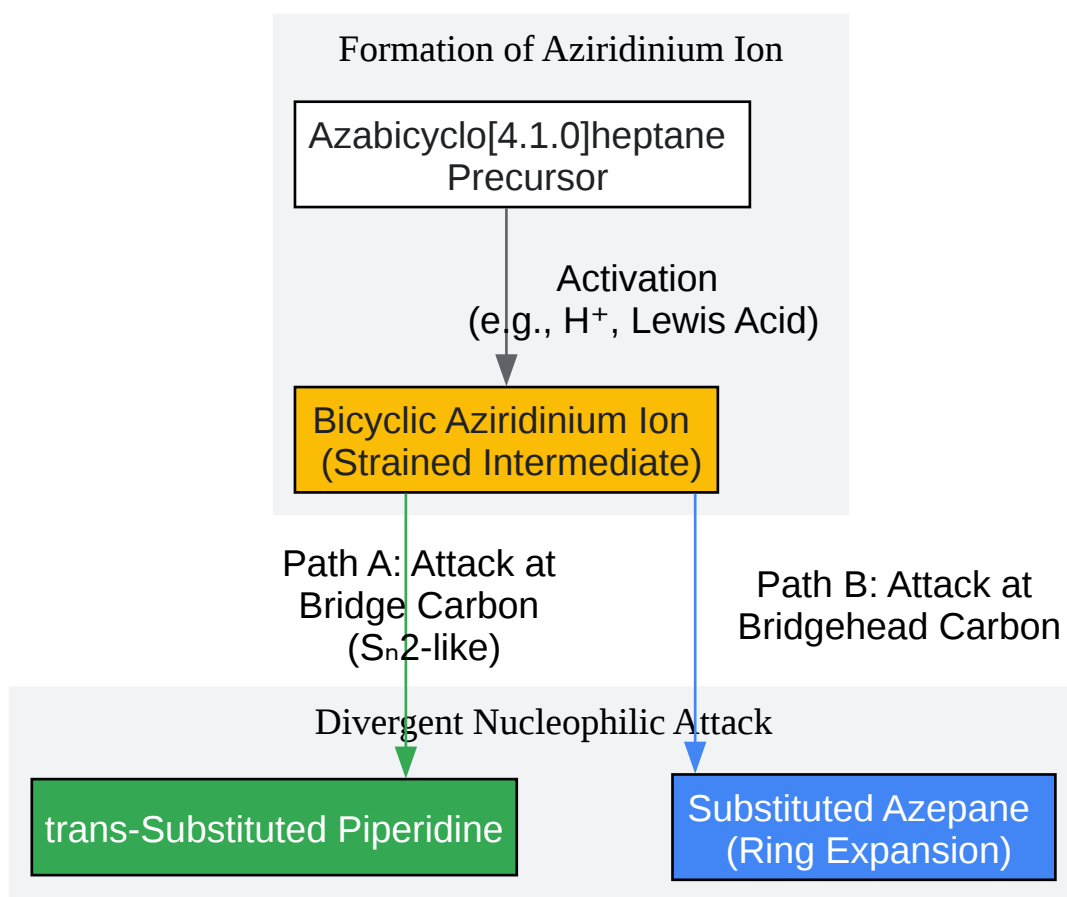 Formation of Aziridinium Ion
Azabicyclo[4.1.0]heptane
Precursor
Activation
(e.g., H⁺, Lewis Acid)
Bicyclic Aziridinium Ion
(Strained Intermediate)
Path A: Attack at
Bridge Carbon
(Sₙ2-like)
Path B: Attack at
Bridgehead Carbon
Divergent Nucleophilic Attack
trans-Substituted Piperidine
Substituted Azepane
(Ring Expansion)